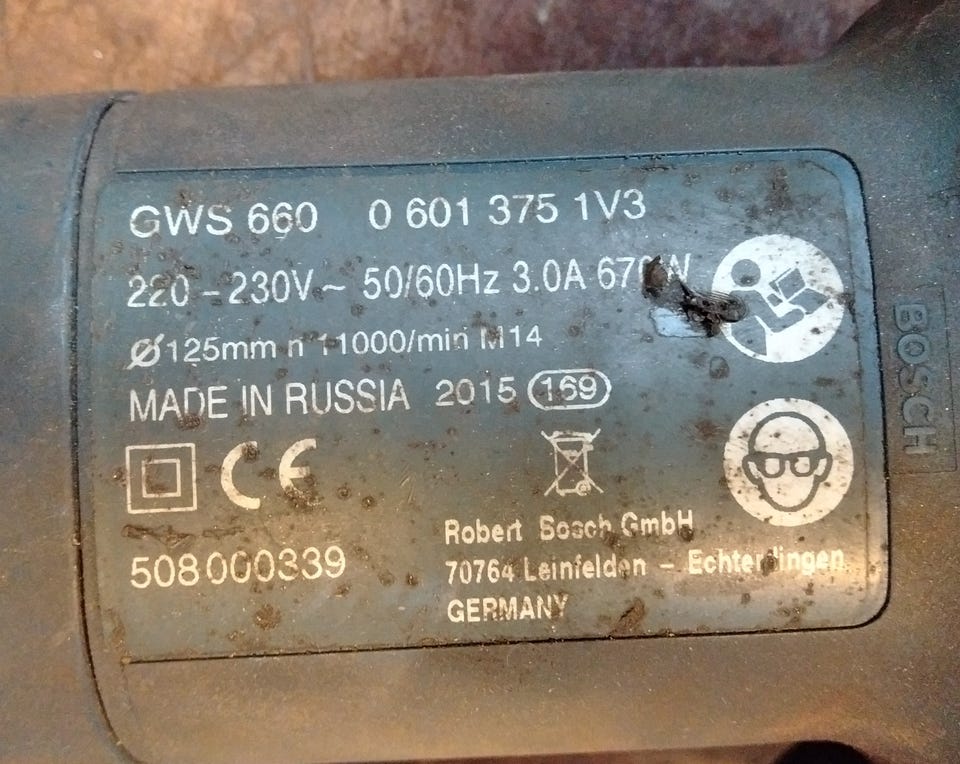 GWS 660 0 601 375 1V3
220 - 230V~ 50/60Hz 3.0A 670W
Ø125mm n 11000/min M14
MADE IN RUSSIA 2015 169
CE
508000339
Robert Bosch GmbH
70764 Leinfelden - Echterdingen
GERMANY
BOSCH